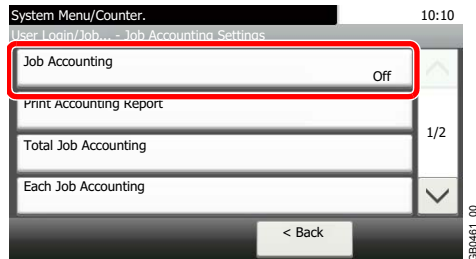 System Menu/Counter.
10:10
User Login/Job... - Job Accounting Settings
Job Accounting
Off
Print Accounting Report
1/2
Total Job Accounting
Each Job Accounting
< Back
GB0461_00